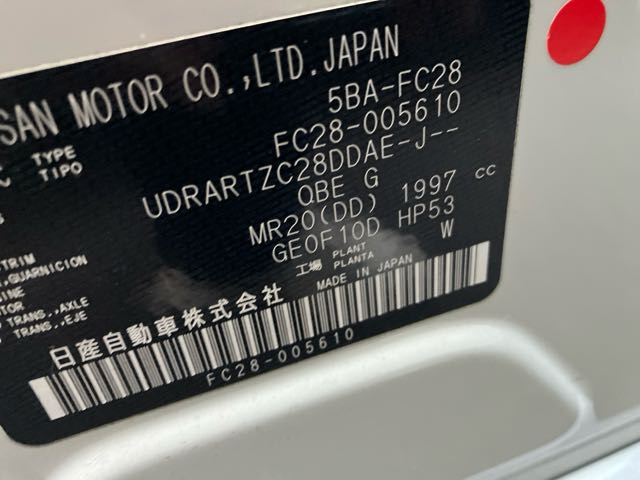 SAN MOTOR CO.,LTD.JAPAN
5BA-FC28
TYPE
TIPO
FC28-005610
UDRARTZC28DDAE-J--
QBE G
TRIM
GUARNICION
MR20(DD) 1997 cc
TRANS.,AXLE
TRANS.,EJE
GE0F10D HP53
工場 PLANT
PLANTA
W
日産自動車株式会社 MADE IN JAPAN
FC28-005610